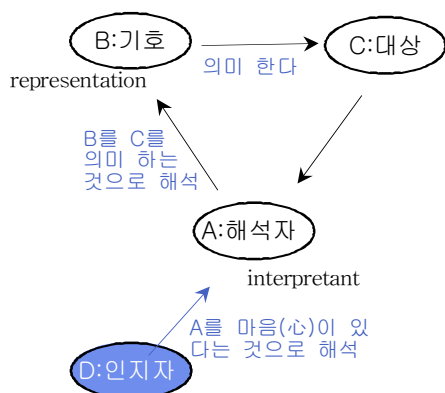 B:기호
C:대상
representation
의미 한다
B를 C를
의미 하는
것으로 해석
A:해석자
interpretant
A를 마음(心)이 있
다는 것으로 해석
D:인지자